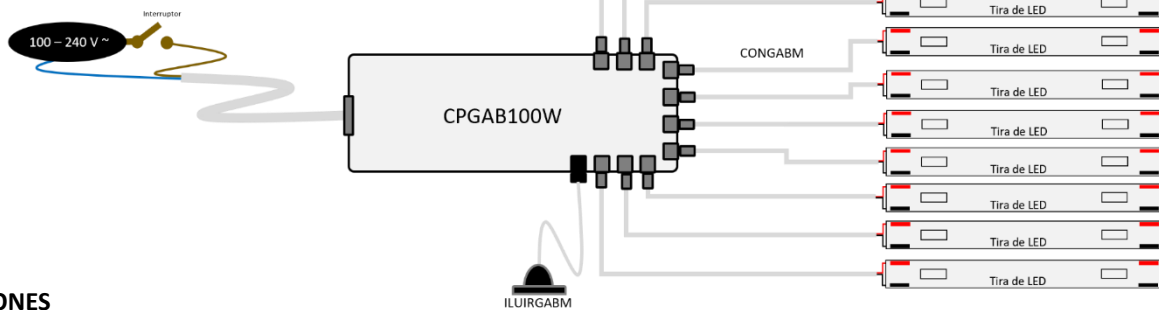 Interruptor
100 – 240 V ~
CPGAB100W
CONGABM
Tira de LED
Tira de LED
Tira de LED
Tira de LED
Tira de LED
Tira de LED
Tira de LED
Tira de LED
ILUIRGABM
ONES